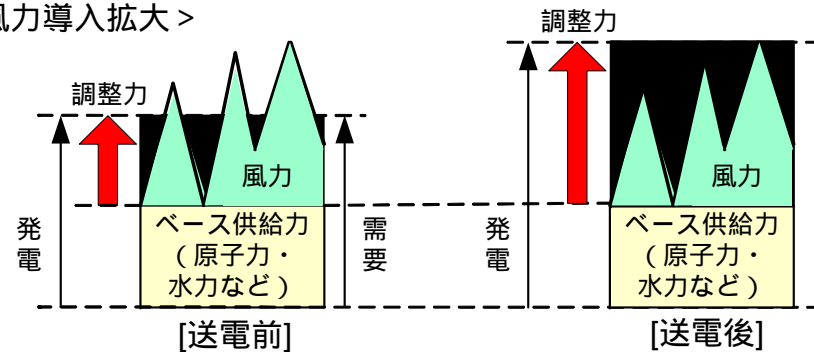 風力導入拡大>
調整力
風力
発電
ベース供給力
(原子力・
水力など)
需要
[送電前]
調整力
風力
発電
ベース供給力
(原子力・
水力など)
[送電後]